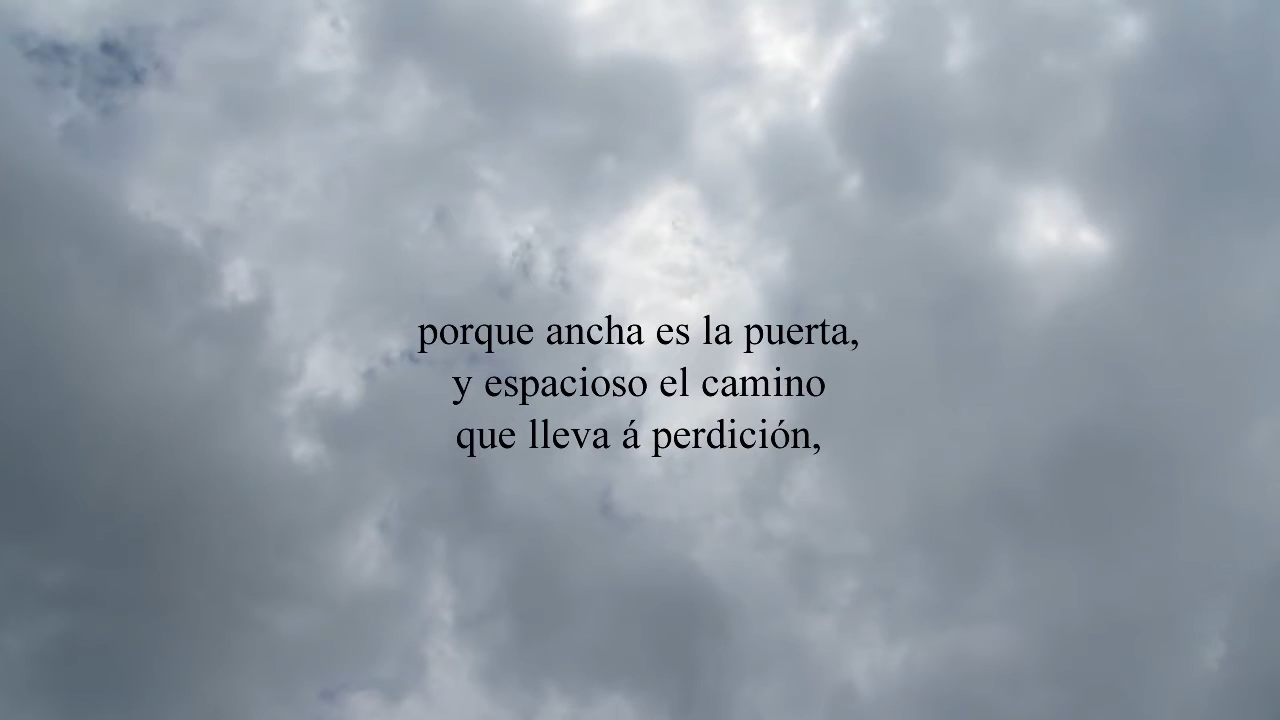 porque ancha es la puerta,
y espacioso el camino
que lleva á perdición,